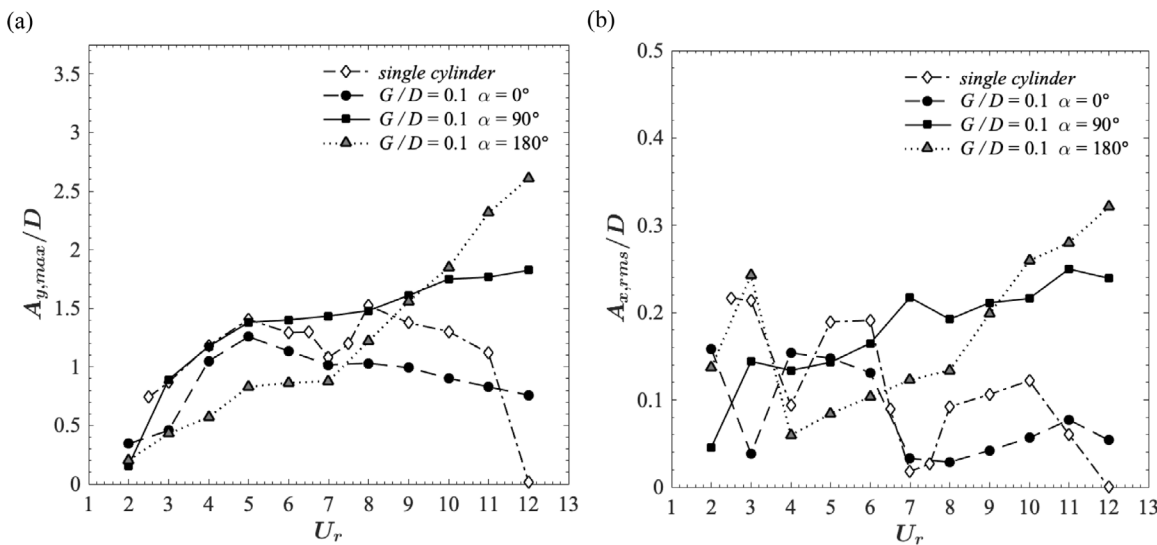 (a)
3.5
3
2.5
2
1.5
1
0.5
0
A_{y,max}/D
single cylinder
G/D = 0.1 α = 0°
G/D = 0.1 α = 90°
G/D = 0.1 α = 180°
1 2 3 4 5 6 7 8 9 10 11 12 13
U_r
(b)
0.5
0.4
0.3
0.2
0.1
0
A_{x,rms}/D
single cylinder
G/D = 0.1 α = 0°
G/D = 0.1 α = 90°
G/D = 0.1 α = 180°
1 2 3 4 5 6 7 8 9 10 11 12 13
U_r